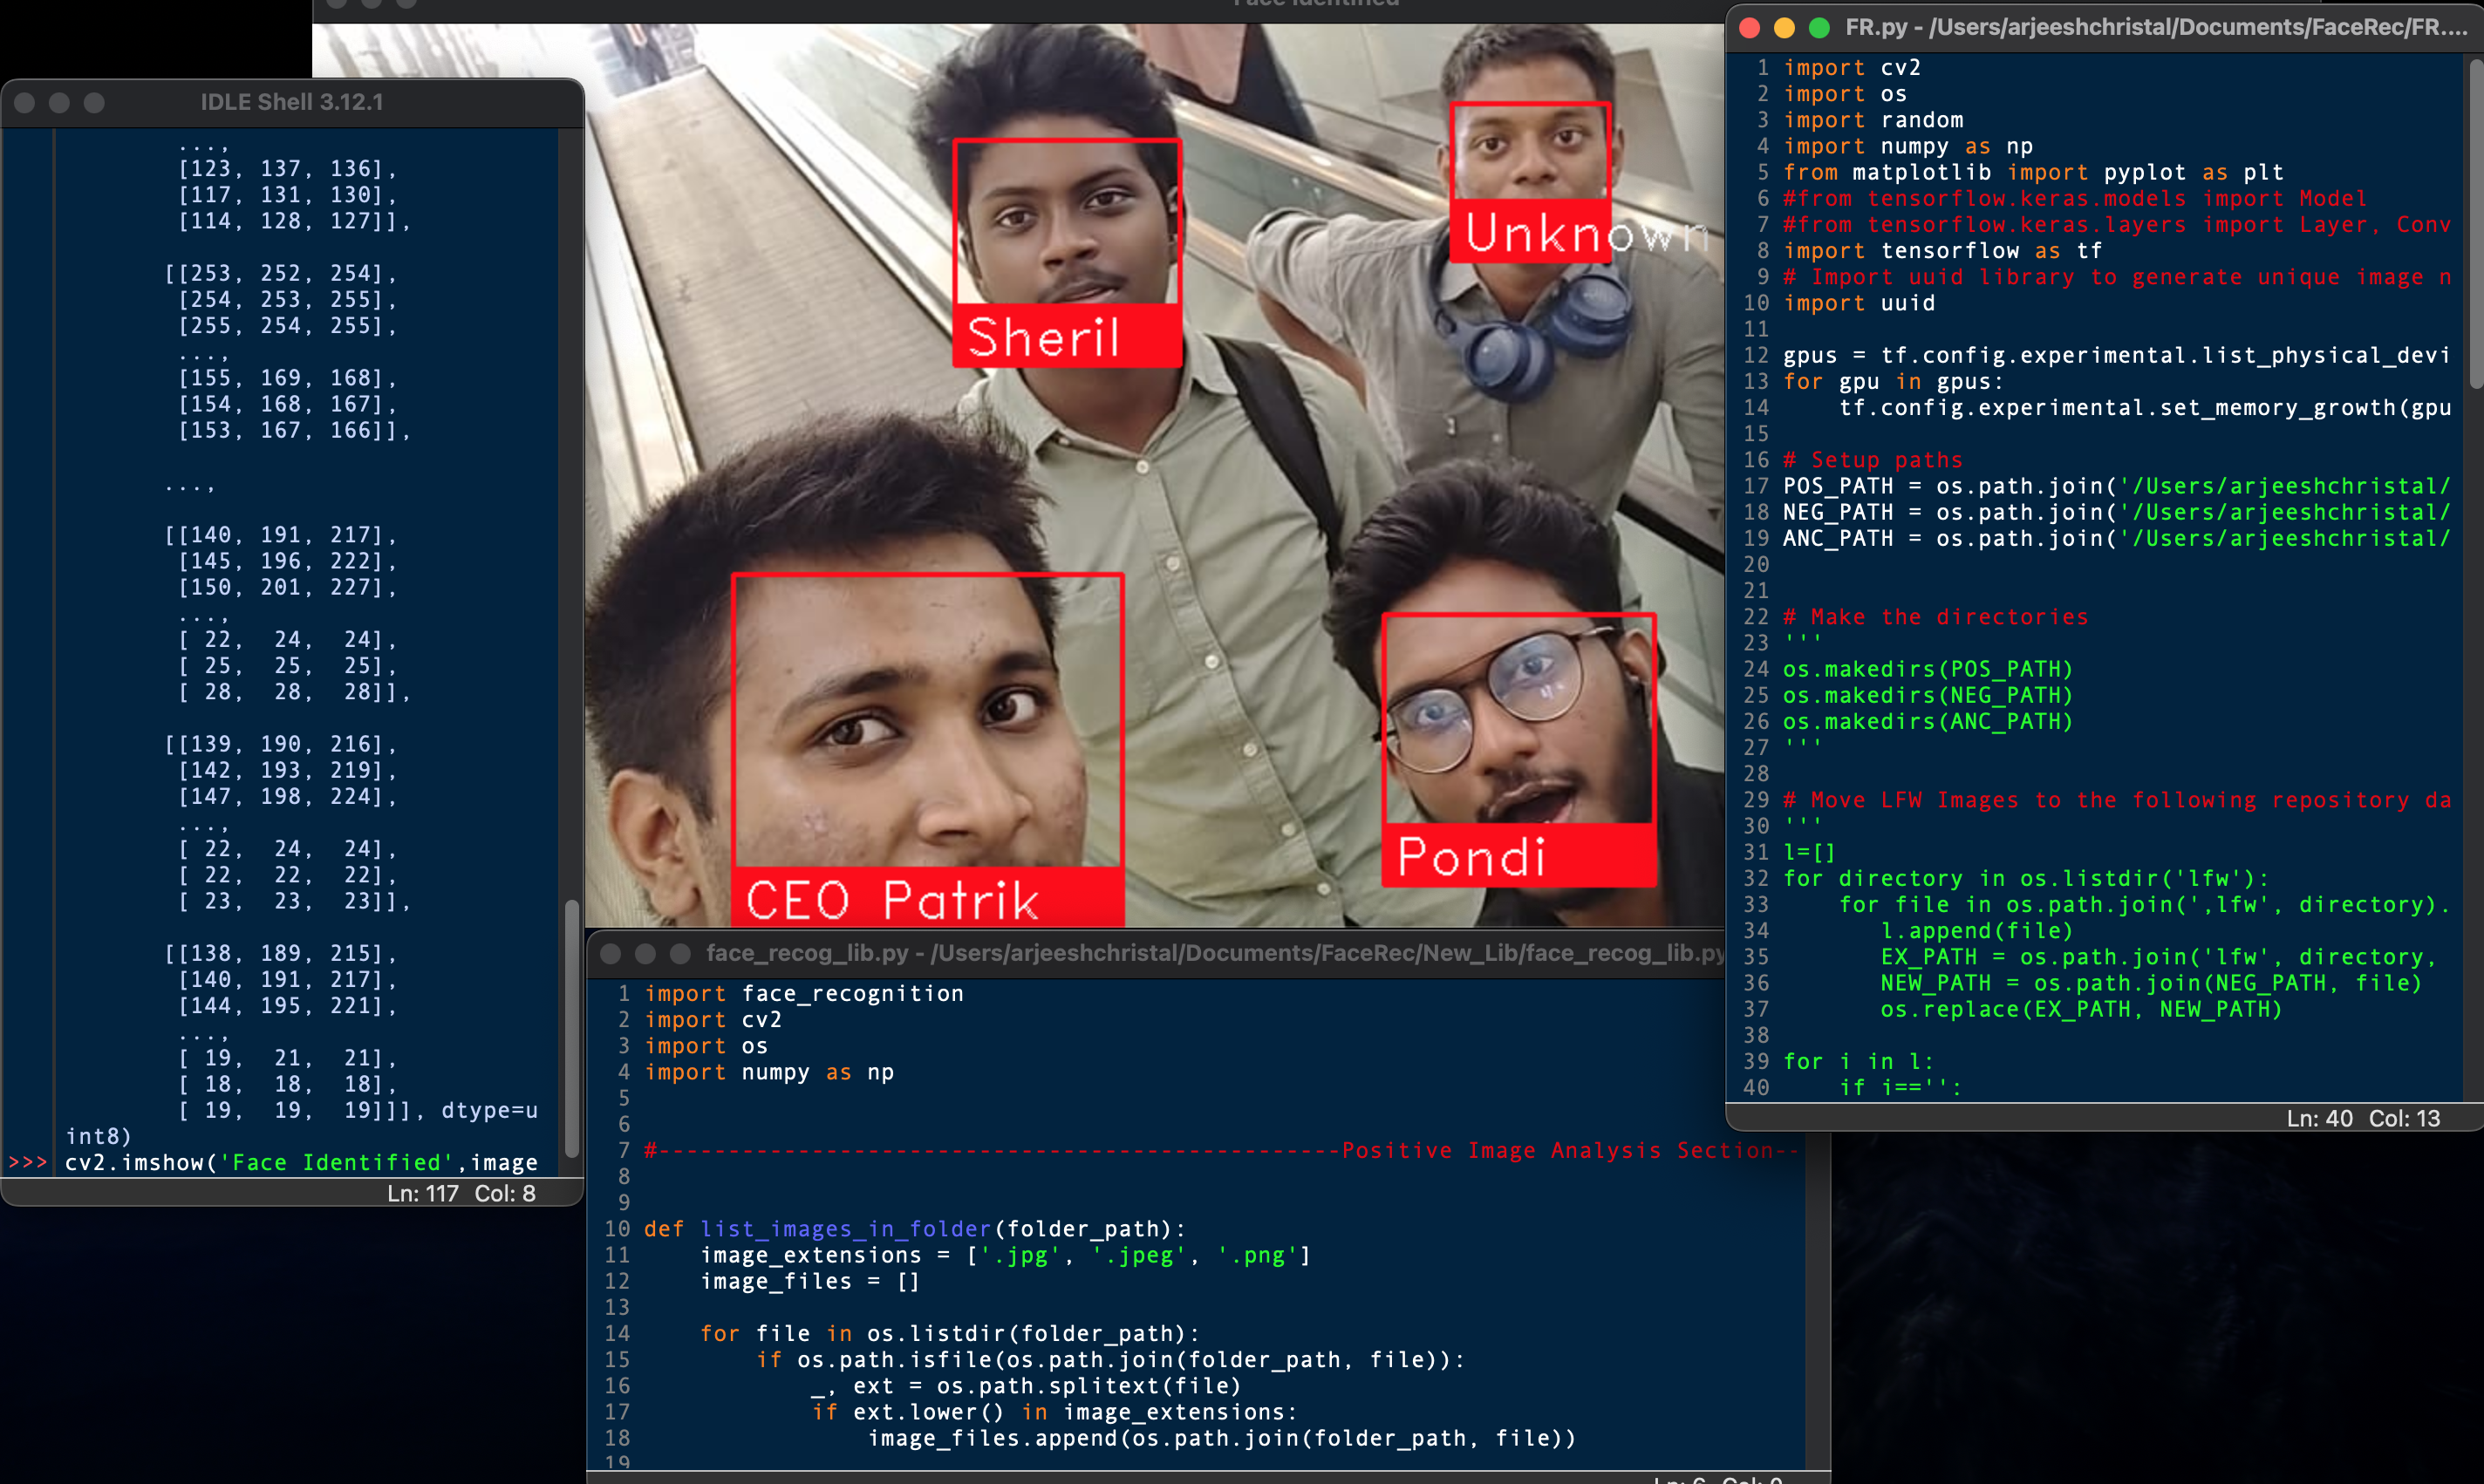 Face Identified
IDLE Shell 3.12.1
...,
[123, 137, 136],
[117, 131, 130],
[114, 128, 127]],
[[253, 252, 254],
[254, 253, 255],
[255, 254, 255],
...,
[155, 169, 168],
[154, 168, 167],
[153, 167, 166]],
...,
[[140, 191, 217],
[145, 196, 222],
[150, 201, 227],
...,
[ 22, 24, 24],
[ 25, 25, 25],
[ 28, 28, 28]],
[[139, 190, 216],
[142, 193, 219],
[147, 198, 224],
...,
[ 22, 24, 24],
[ 22, 22, 22],
[ 23, 23, 23]],
[[138, 189, 215],
[140, 191, 217],
[144, 195, 221],
...,
[ 19, 21, 21],
[ 18, 18, 18],
[ 19, 19, 19]]], dtype=u
int8)
>>> cv2.imshow('Face Identified',image
Ln: 117 Col: 8
Sheril
Unknown
CEO Patrik
Pondi
face_recog_lib.py - /Users/arjeeshchristal/Documents/FaceRec/New_Lib/face_recog_lib.py
1 import face_recognition
2 import cv2
3 import os
4 import numpy as np
5
6
7 #-------------------------------------------------Positive Image Analysis Section--
8
9
10 def list_images_in_folder(folder_path):
11 image_extensions = ['.jpg', '.jpeg', '.png']
12 image_files = []
13
14 for file in os.listdir(folder_path):
15 if os.path.isfile(os.path.join(folder_path, file)):
16 _, ext = os.path.splitext(file)
17 if ext.lower() in image_extensions:
18 image_files.append(os.path.join(folder_path, file))
19
Ln: 6 Col: 0
FR.py - /Users/arjeeshchristal/Documents/FaceRec/FR....
1 import cv2
2 import os
3 import random
4 import numpy as np
5 from matplotlib import pyplot as plt
6 #from tensorflow.keras.models import Model
7 #from tensorflow.keras.layers import Layer, Conv
8 import tensorflow as tf
9 # Import uuid library to generate unique image n
10 import uuid
11
12 gpus = tf.config.experimental.list_physical_devi
13 for gpu in gpus:
14 tf.config.experimental.set_memory_growth(gpu
15
16 # Setup paths
17 POS_PATH = os.path.join('/Users/arjeeshchristal/
18 NEG_PATH = os.path.join('/Users/arjeeshchristal/
19 ANC_PATH = os.path.join('/Users/arjeeshchristal/
20
21
22 # Make the directories
23 '''
24 os.makedirs(POS_PATH)
25 os.makedirs(NEG_PATH)
26 os.makedirs(ANC_PATH)
27 '''
28
29 # Move LFW Images to the following repository da
30 '''
31 l=[]
32 for directory in os.listdir('lfw'):
33 for file in os.path.join(',lfw', directory).
34 l.append(file)
35 EX_PATH = os.path.join('lfw', directory,
36 NEW_PATH = os.path.join(NEG_PATH, file)
37 os.replace(EX_PATH, NEW_PATH)
38
39 for i in l:
40 if i=='':
Ln: 40 Col: 13